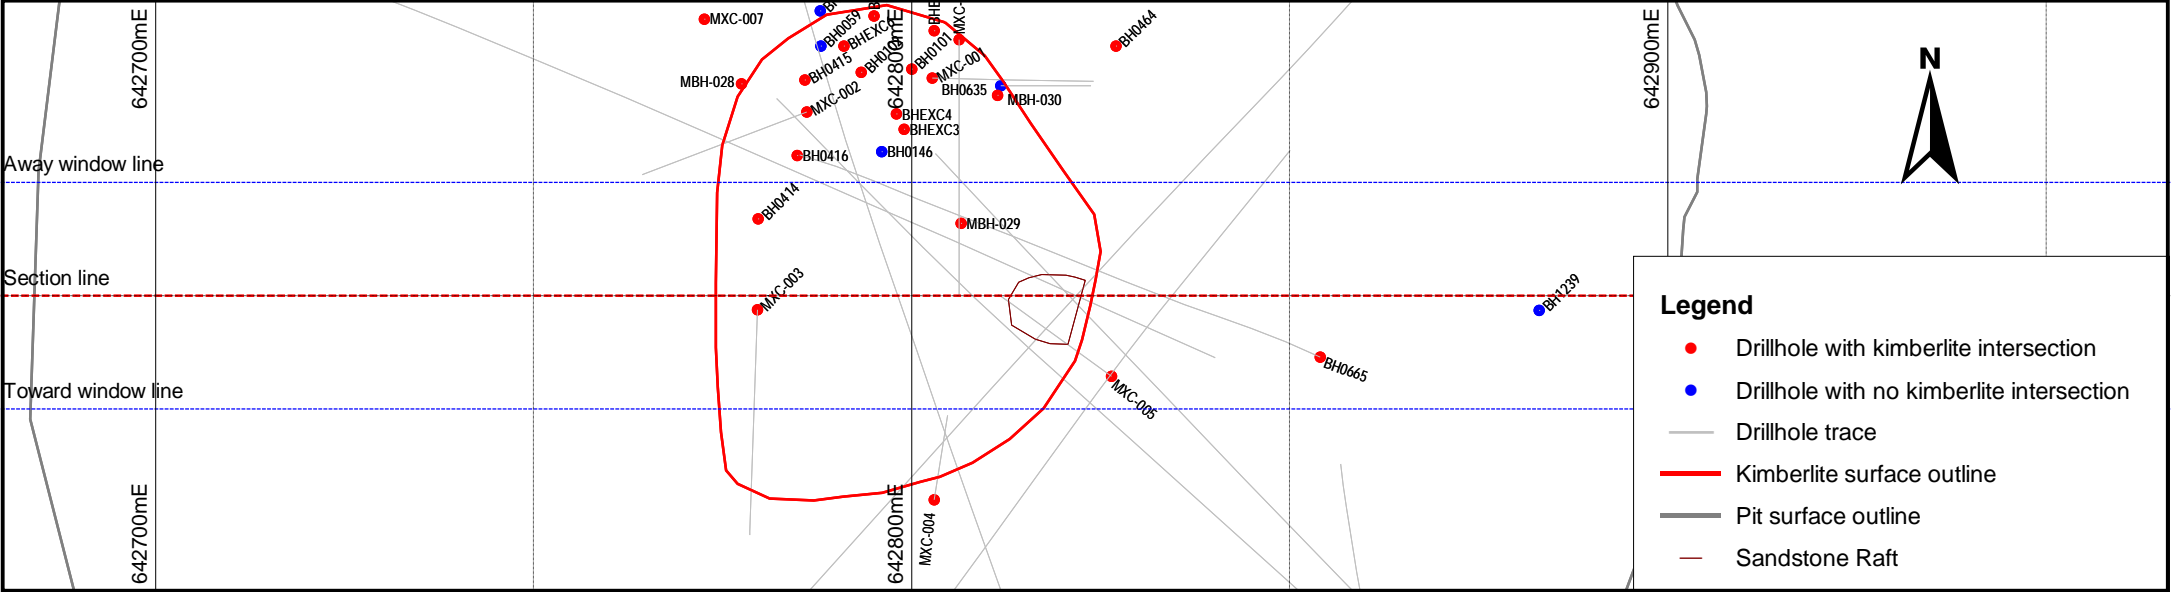 642700mE
MXC-007
BH0059
BHEXC6
642800mE
BH0101
MXC-
BH0464
642900mE
N
MBH-028
BH0415
MXC-001
BH0635
MBH-030
MXC-002
BHEXC4
BHEXC3
BH0416
BH0146
Away window line
BH0414
MBH-029
Section line
MXC-003
BH1239
Legend
Drillhole with kimberlite intersection
BH0665
Toward window line
MXC-005
Drillhole with no kimberlite intersection
Drillhole trace
Kimberlite surface outline
642700mE
642800mE
MXC-004
Pit surface outline
Sandstone Raft